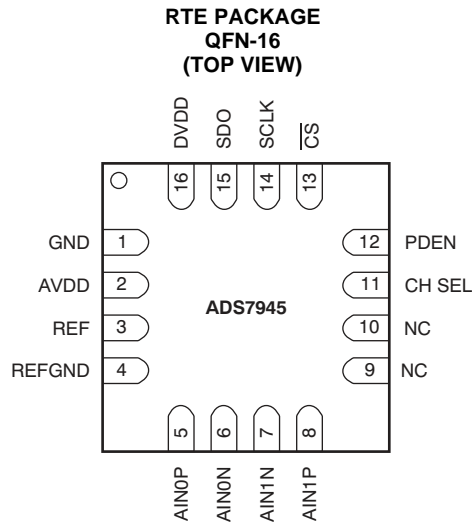 RTE PACKAGE
QFN-16
(TOP VIEW)
DVDD SDO SCLK CS
16 15 14 13
GND 1 12 PDEN
AVDD 2 11 CH SEL
ADS7945
REF 3 10 NC
REFGND 4 9 NC
5 6 7 8
AIN0P AIN0N AIN1N AIN1P